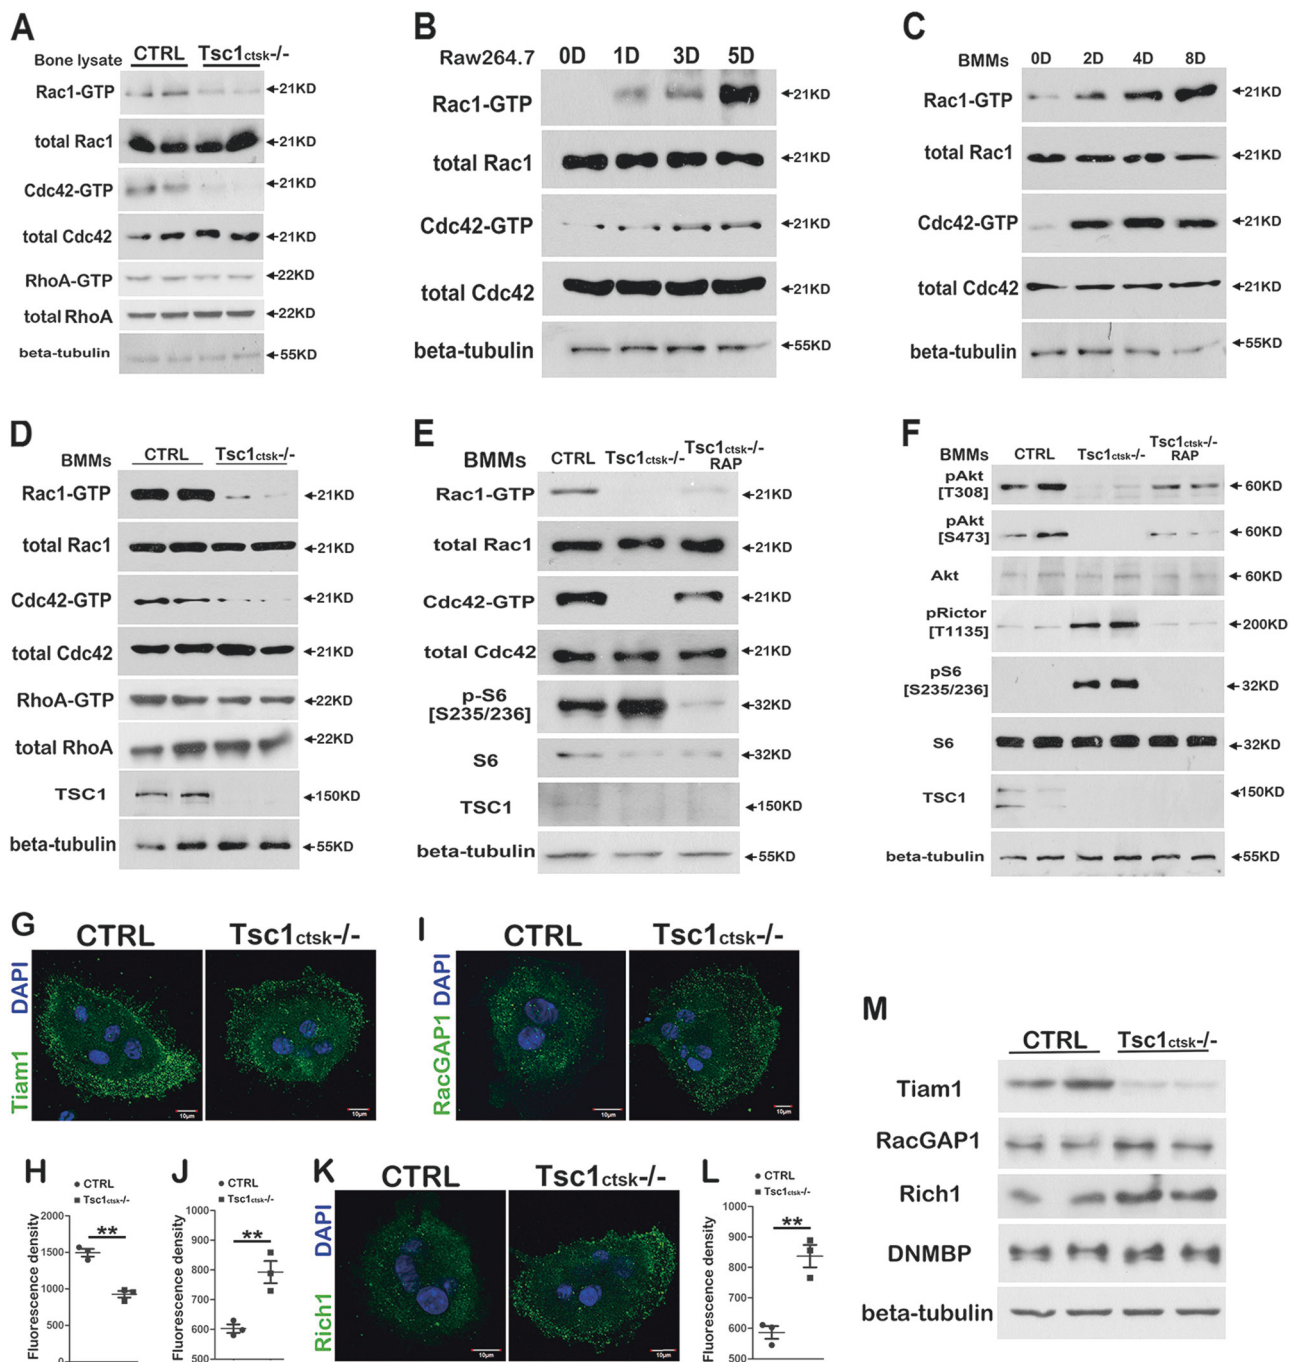 A
Bone lysate CTRL Tsc1ctsk-/-
Rac1-GTP 21KD
total Rac1 21KD
Cdc42-GTP 21KD
total Cdc42 21KD
RhoA-GTP 22KD
total RhoA 22KD
beta-tubulin 55KD
B
Raw264.7 0D 1D 3D 5D
Rac1-GTP 21KD
total Rac1 21KD
Cdc42-GTP 21KD
total Cdc42 21KD
beta-tubulin 55KD
C
BMMs 0D 2D 4D 8D
Rac1-GTP 21KD
total Rac1 21KD
Cdc42-GTP 21KD
total Cdc42 21KD
beta-tubulin 55KD
D
BMMs CTRL Tsc1ctsk-/-
Rac1-GTP 21KD
total Rac1 21KD
Cdc42-GTP 21KD
total Cdc42 21KD
RhoA-GTP 22KD
total RhoA 22KD
TSC1 150KD
beta-tubulin 55KD
E
BMMs CTRL Tsc1ctsk-/- Tsc1ctsk-/-
RAP
Rac1-GTP 21KD
total Rac1 21KD
Cdc42-GTP 21KD
total Cdc42 21KD
p-S6
[S235/236] 32KD
S6 32KD
TSC1 150KD
beta-tubulin 55KD
F
BMMs CTRL Tsc1ctsk-/- Tsc1ctsk-/-
RAP
pAkt
[T308] 60KD
pAkt
[S473] 60KD
Akt 60KD
pRictor
[T1135] 200KD
pS6
[S235/236] 32KD
S6 32KD
TSC1 150KD
beta-tubulin 55KD
G
CTRL Tsc1ctsk-/-
Tiam1 DAPI
10μm 10μm
I
CTRL Tsc1ctsk-/-
RacGAP1 DAPI
10μm 10μm
H
CTRL
Tsc1ctsk-/-
Fluorescence density
2000
**
1500
1000
500
0
J
CTRL
Tsc1ctsk-/-
Fluorescence density
1000
**
900
800
700
600
500
K
CTRL Tsc1ctsk-/-
Rich1 DAPI
10μm 10μm
L
CTRL
Tsc1ctsk-/-
Fluorescence density
1000
**
900
800
700
600
500
M
CTRL Tsc1ctsk-/-
Tiam1
RacGAP1
Rich1
DNMBP
beta-tubulin